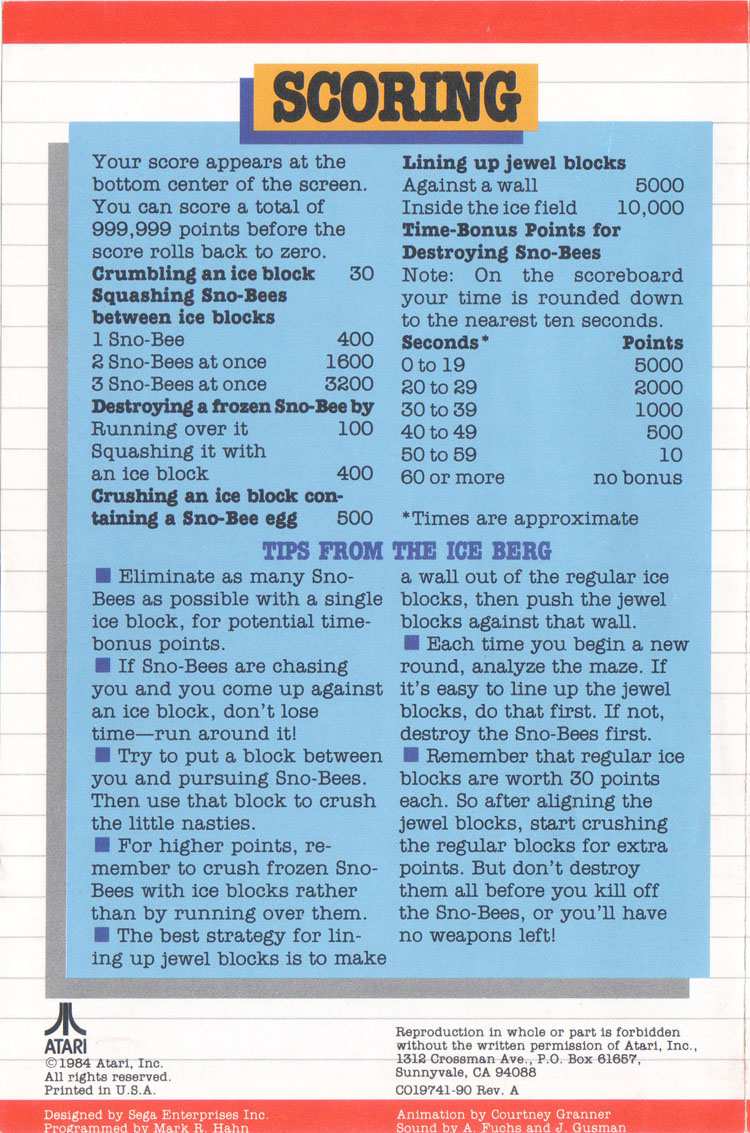 SCORING
Your score appears at the
bottom center of the screen.
You can score a total of
999,999 points before the
score rolls back to zero.
Crumbling an ice block 30
Squashing Sno-Bees
between ice blocks
1 Sno-Bee 400
2 Sno-Bees at once 1600
3 Sno-Bees at once 3200
Destroying a frozen Sno-Bee by
Running over it 100
Squashing it with
an ice block 400
Crushing an ice block con-
taining a Sno-Bee egg 500
Lining up jewel blocks
Against a wall 5000
Inside the ice field 10,000
Time-Bonus Points for
Destroying Sno-Bees
Note: On the scoreboard
your time is rounded down
to the nearest ten seconds.
Seconds* Points
0 to 19 5000
20 to 29 2000
30 to 39 1000
40 to 49 500
50 to 59 10
60 or more no bonus
*Times are approximate
TIPS FROM THE ICE BERG
■ Eliminate as many Sno-
Bees as possible with a single
ice block, for potential time-
bonus points.
■ If Sno-Bees are chasing
you and you come up against
an ice block, don't lose
time—run around it!
■ Try to put a block between
you and pursuing Sno-Bees.
Then use that block to crush
the little nasties.
■ For higher points, re-
member to crush frozen Sno-
Bees with ice blocks rather
than by running over them.
■ The best strategy for lin-
ing up jewel blocks is to make
a wall out of the regular ice
blocks, then push the jewel
blocks against that wall.
■ Each time you begin a new
round, analyze the maze. If
it's easy to line up the jewel
blocks, do that first. If not,
destroy the Sno-Bees first.
■ Remember that regular ice
blocks are worth 30 points
each. So after aligning the
jewel blocks, start crushing
the regular blocks for extra
points. But don't destroy
them all before you kill off
the Sno-Bees, or you'll have
no weapons left!
ATARI
©1984 Atari, Inc.
All rights reserved.
Printed in U.S.A.
Reproduction in whole or part is forbidden
without the written permission of Atari, Inc.,
1312 Crossman Ave., P.O. Box 61657,
Sunnyvale, CA 94088
CO19741-90 Rev. A
Designed by Sega Enterprises Inc.
Programmed by Mark R. Hahn
Animation by Courtney Granner
Sound by A. Fuchs and J. Gusman